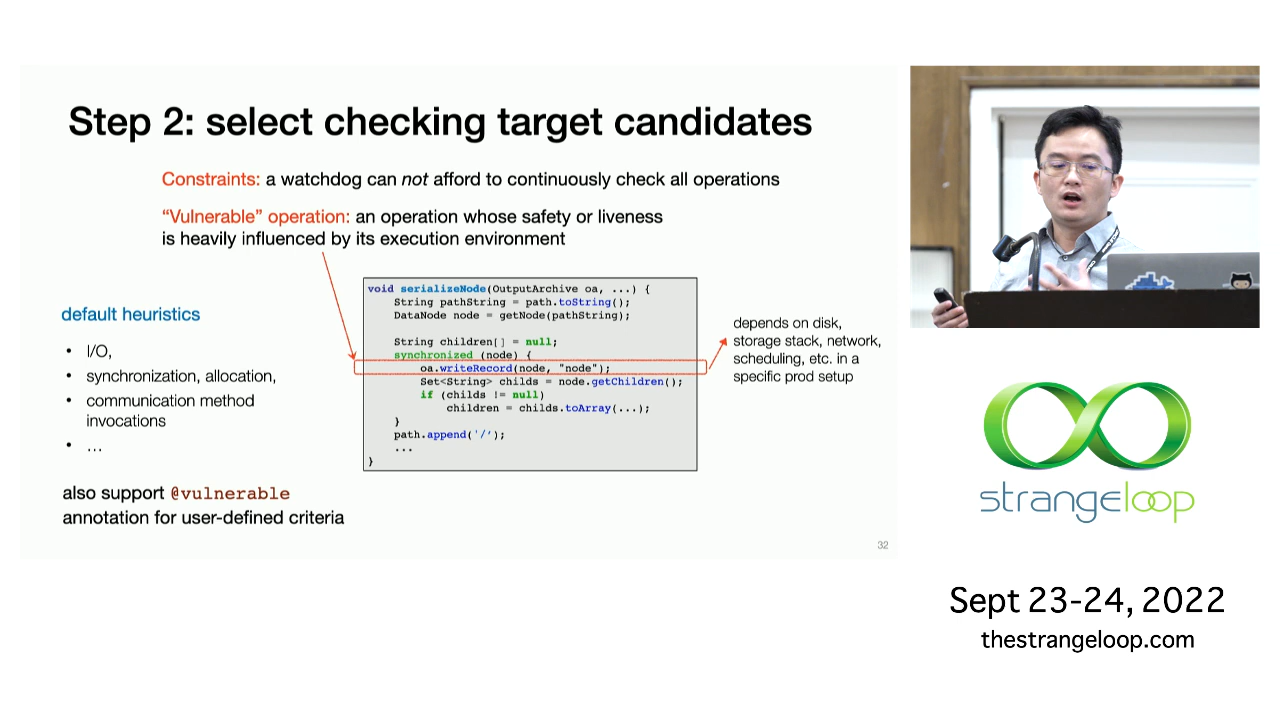 Step 2: select checking target candidates
Constraints: a watchdog can not afford to continuously check all operations
“Vulnerable” operation: an operation whose safety or liveness
is heavily influenced by its execution environment
default heuristics
• I/O,
• synchronization, allocation,
• communication method
invocations
• ...
also support @vulnerable
annotation for user-defined criteria
void serializeNode(OutputArchive oa, ...) {
String pathString = path.toString();
DataNode node = getNode(pathString);
String children[] = null;
synchronized (node) {
oa.writeRecord(node, "node");
Set<String> childs = node.getChildren();
if (childs != null)
children = childs.toArray(...);
}
path.append('/');
...
}
depends on disk,
storage stack, network,
scheduling, etc. in a
specific prod setup
32
strangeloop
Sept 23-24, 2022
thestrangeloop.com